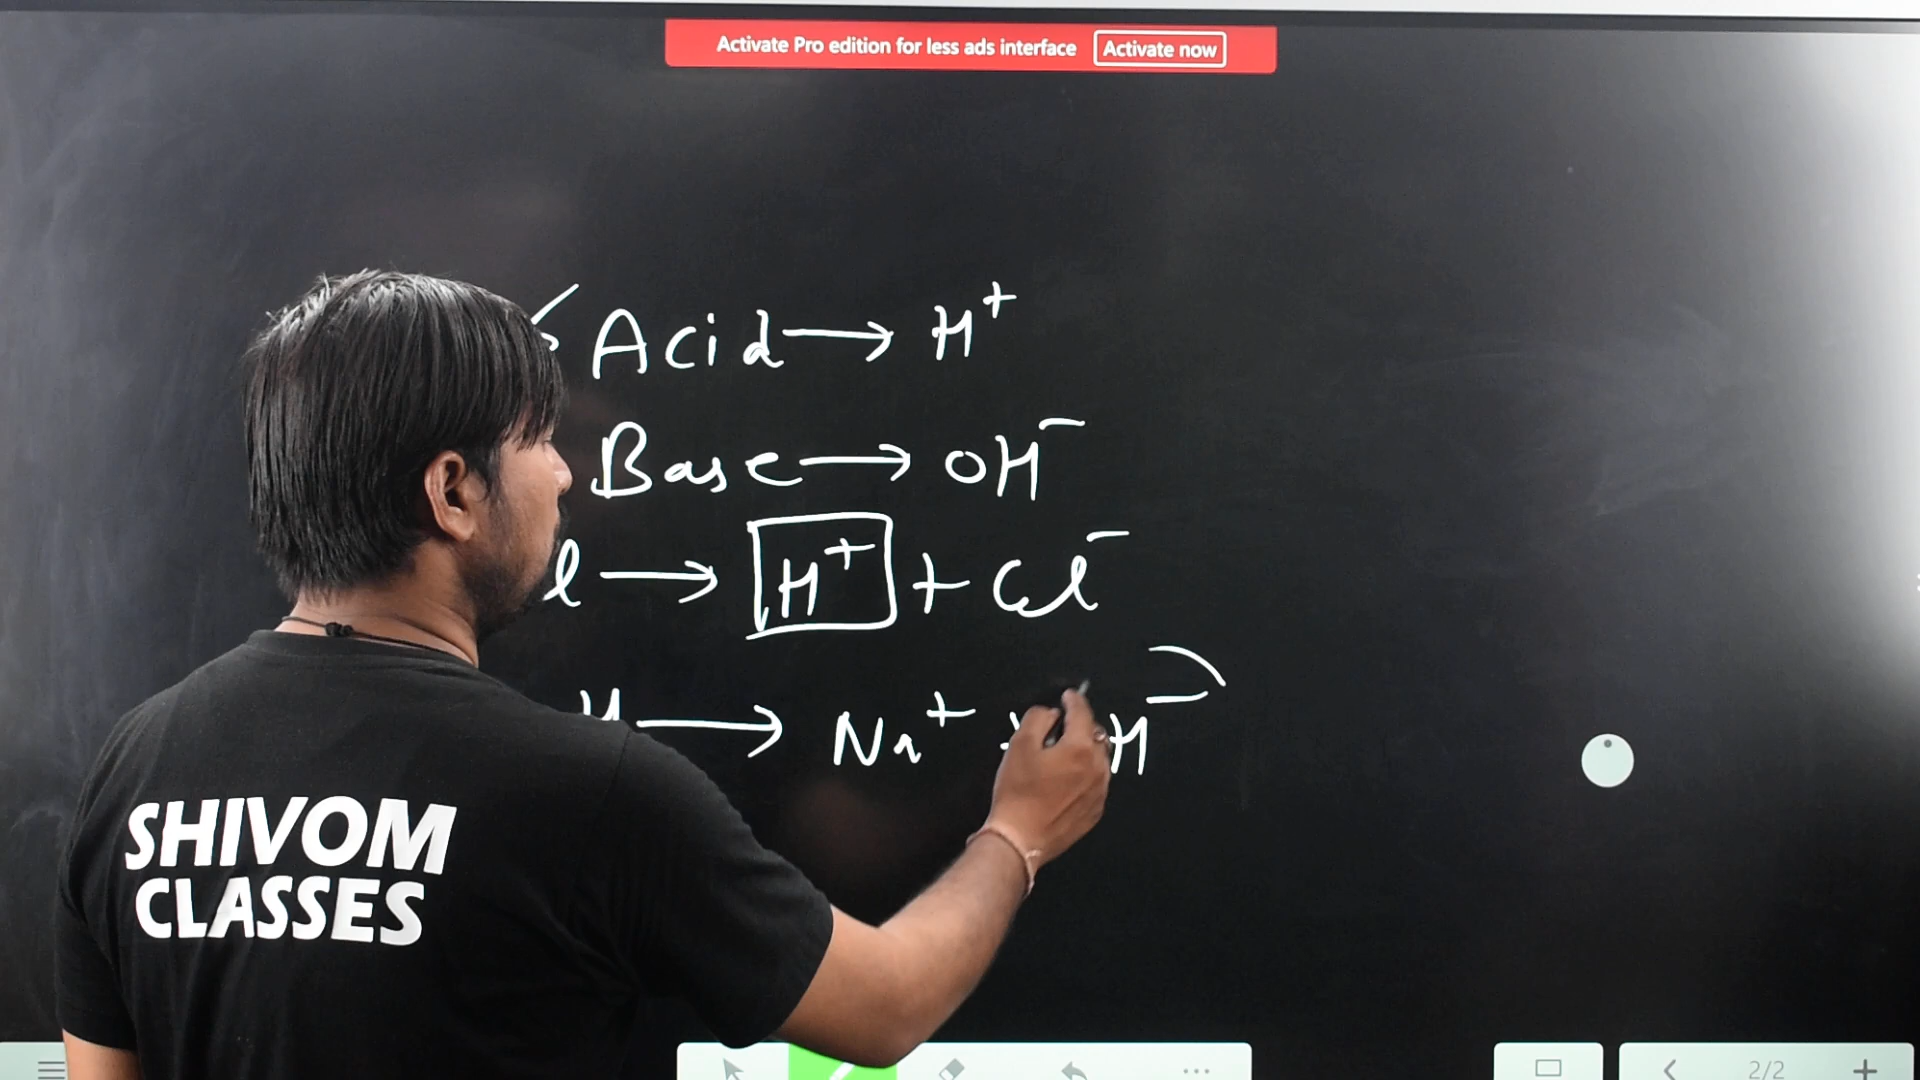 Activate Pro edition for less ads interface Activate now
Acid → H⁺
Base → OH⁻
l → H⁺ + Cl⁻
H → Na⁺ + H⁻
SHIVOM
CLASSES
2/2